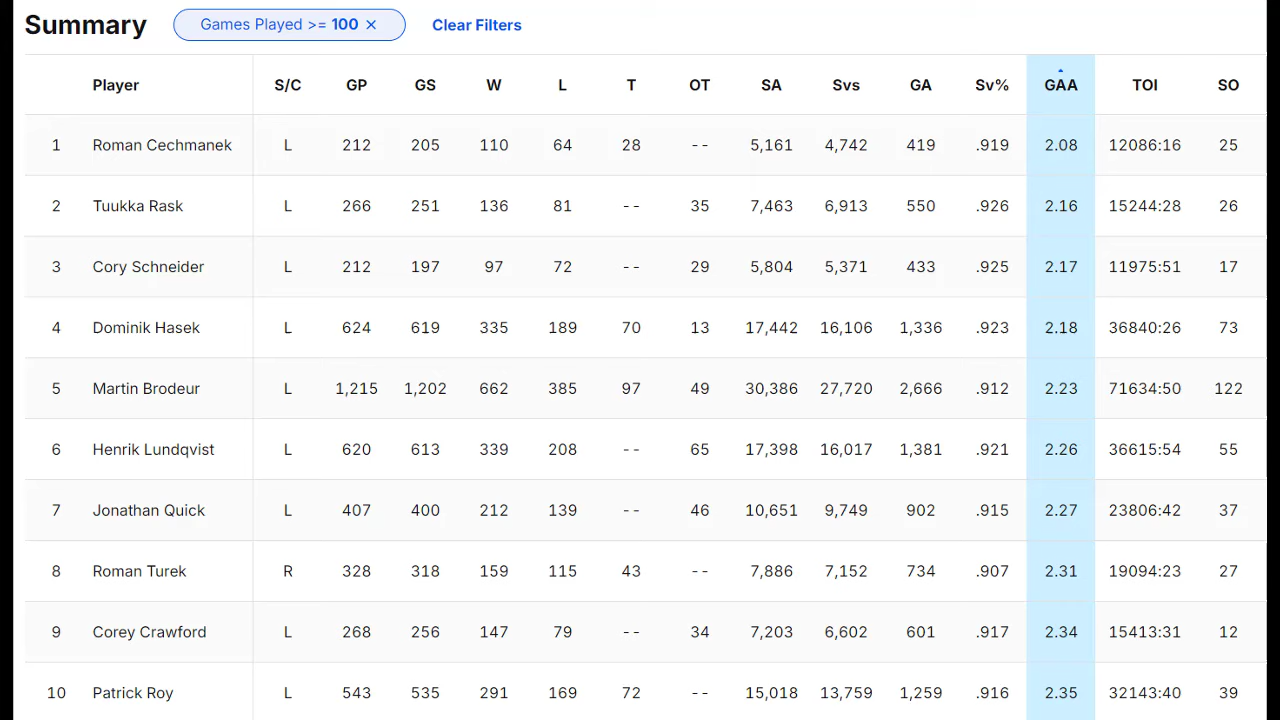 Summary Games Played >= 100 × Clear Filters
Player S/C GP GS W L T OT SA Svs GA Sv% GAA TOI SO
1 Roman Cechmanek L 212 205 110 64 28 -- 5,161 4,742 419 .919 2.08 12086:16 25
2 Tuukka Rask L 266 251 136 81 -- 35 7,463 6,913 550 .926 2.16 15244:28 26
3 Cory Schneider L 212 197 97 72 -- 29 5,804 5,371 433 .925 2.17 11975:51 17
4 Dominik Hasek L 624 619 335 189 70 13 17,442 16,106 1,336 .923 2.18 36840:26 73
5 Martin Brodeur L 1,215 1,202 662 385 97 49 30,386 27,720 2,666 .912 2.23 71634:50 122
6 Henrik Lundqvist L 620 613 339 208 -- 65 17,398 16,017 1,381 .921 2.26 36615:54 55
7 Jonathan Quick L 407 400 212 139 -- 46 10,651 9,749 902 .915 2.27 23806:42 37
8 Roman Turek R 328 318 159 115 43 -- 7,886 7,152 734 .907 2.31 19094:23 27
9 Corey Crawford L 268 256 147 79 -- 34 7,203 6,602 601 .917 2.34 15413:31 12
10 Patrick Roy L 543 535 291 169 72 -- 15,018 13,759 1,259 .916 2.35 32143:40 39